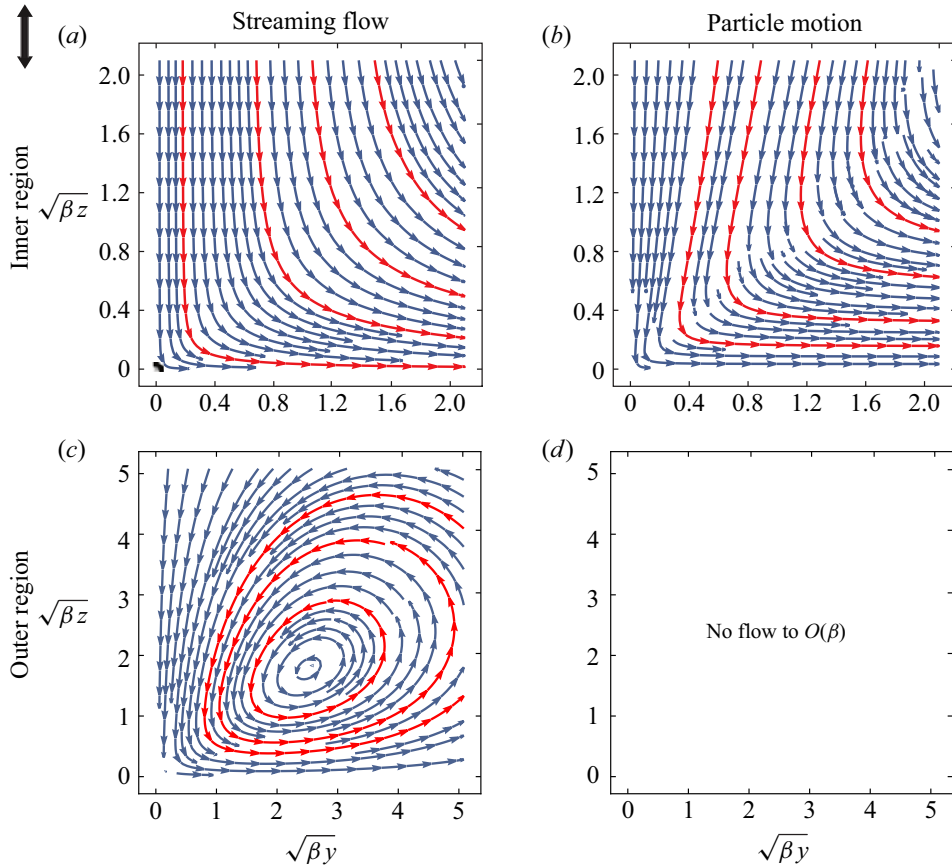 Streaming flow
Particle motion
(a)
(b)
Inner region
√β z
2.0
1.6
1.2
0.8
0.4
0
0 0.4 0.8 1.2 1.6 2.0
2.0
1.6
1.2
0.8
0.4
0
0 0.4 0.8 1.2 1.6 2.0
(c)
(d)
Outer region
√β z
5
4
3
2
1
0
0 1 2 3 4 5
√β y
5
4
3
2
1
0
No flow to O(β)
0 1 2 3 4 5
√β y